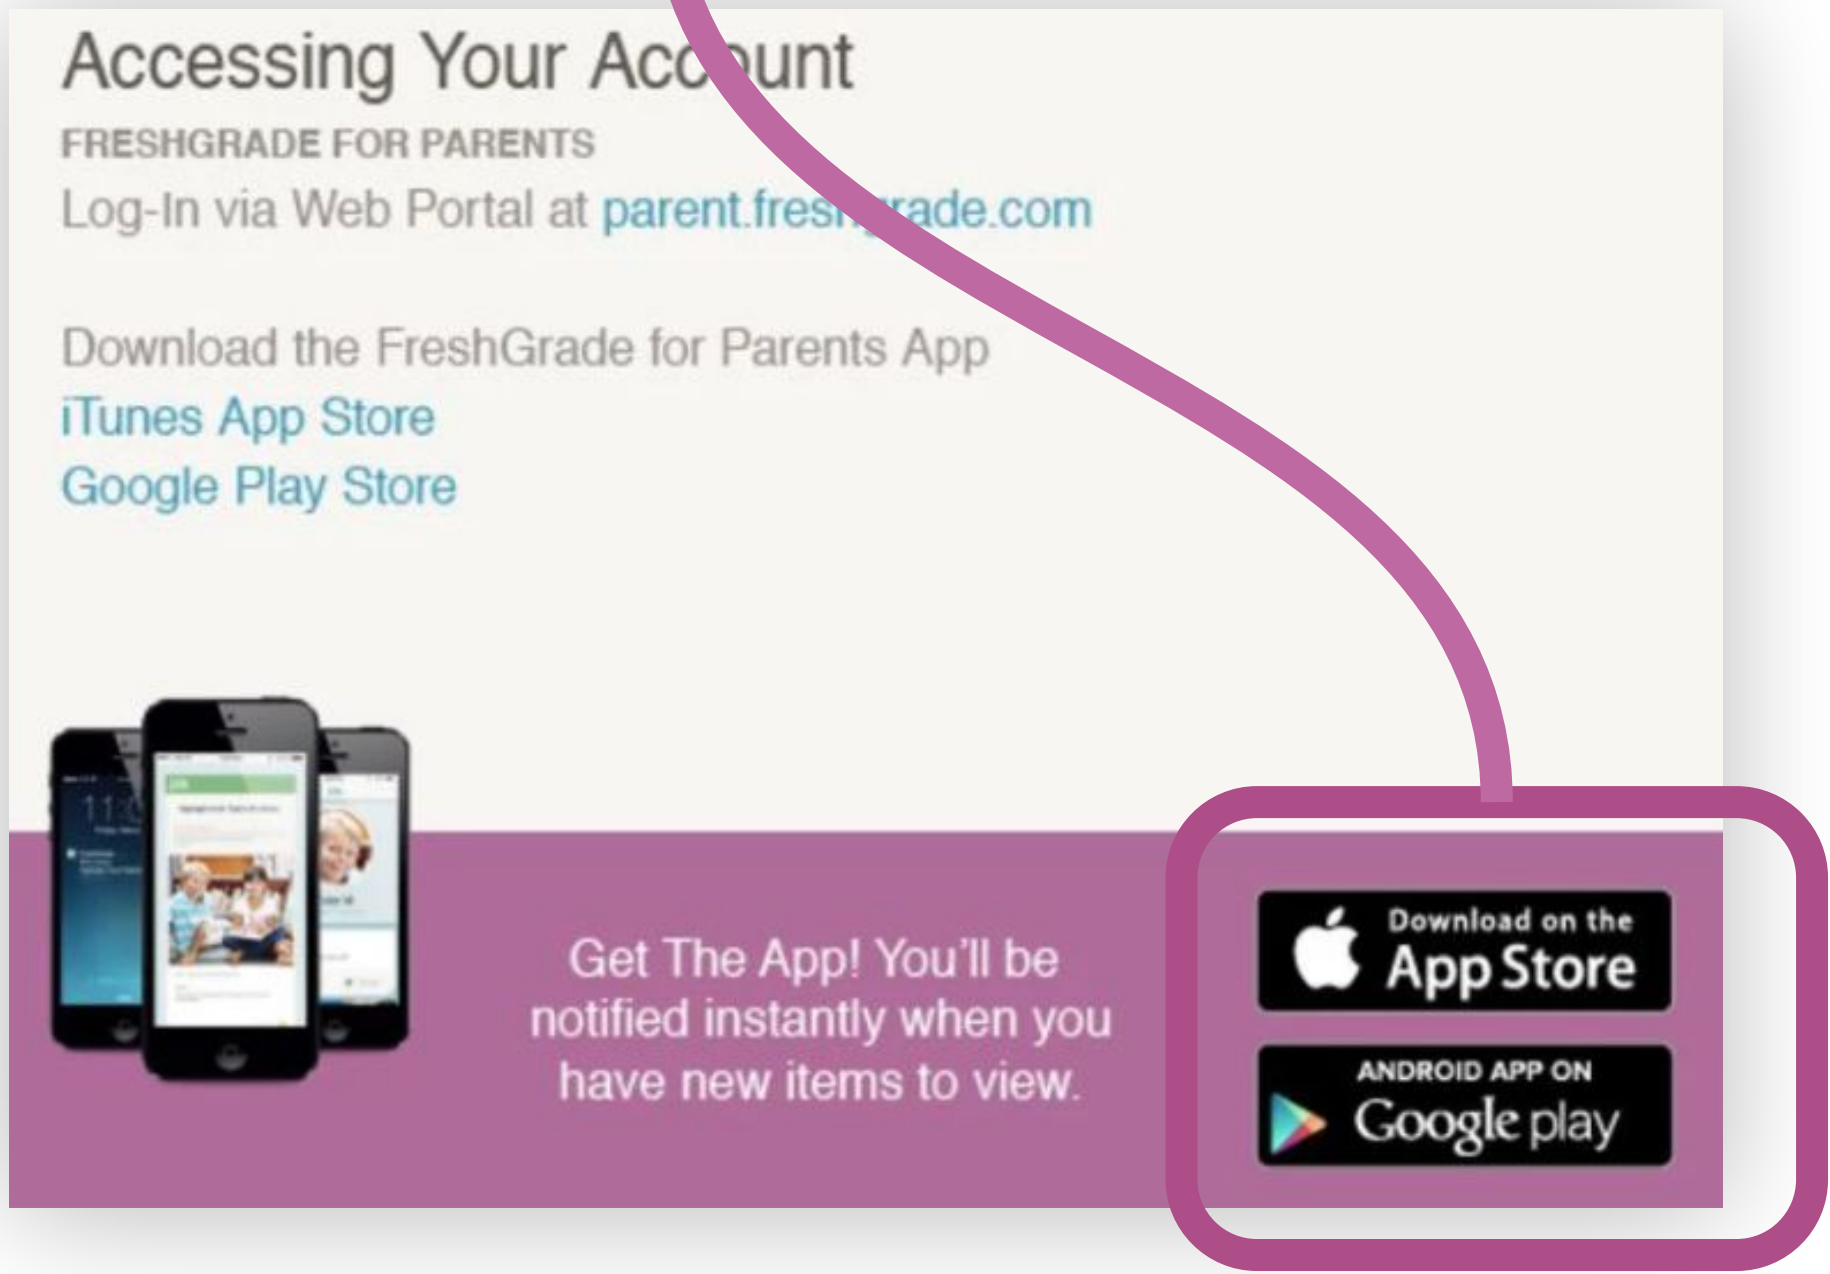 Accessing Your Account
FRESHGRADE FOR PARENTS
Log-In via Web Portal at parent.freshgrade.com
Download the FreshGrade for Parents App
iTunes App Store
Google Play Store
Get The App! You'll be
notified instantly when you
have new items to view.
Download on the
App Store
ANDROID APP ON
Google play